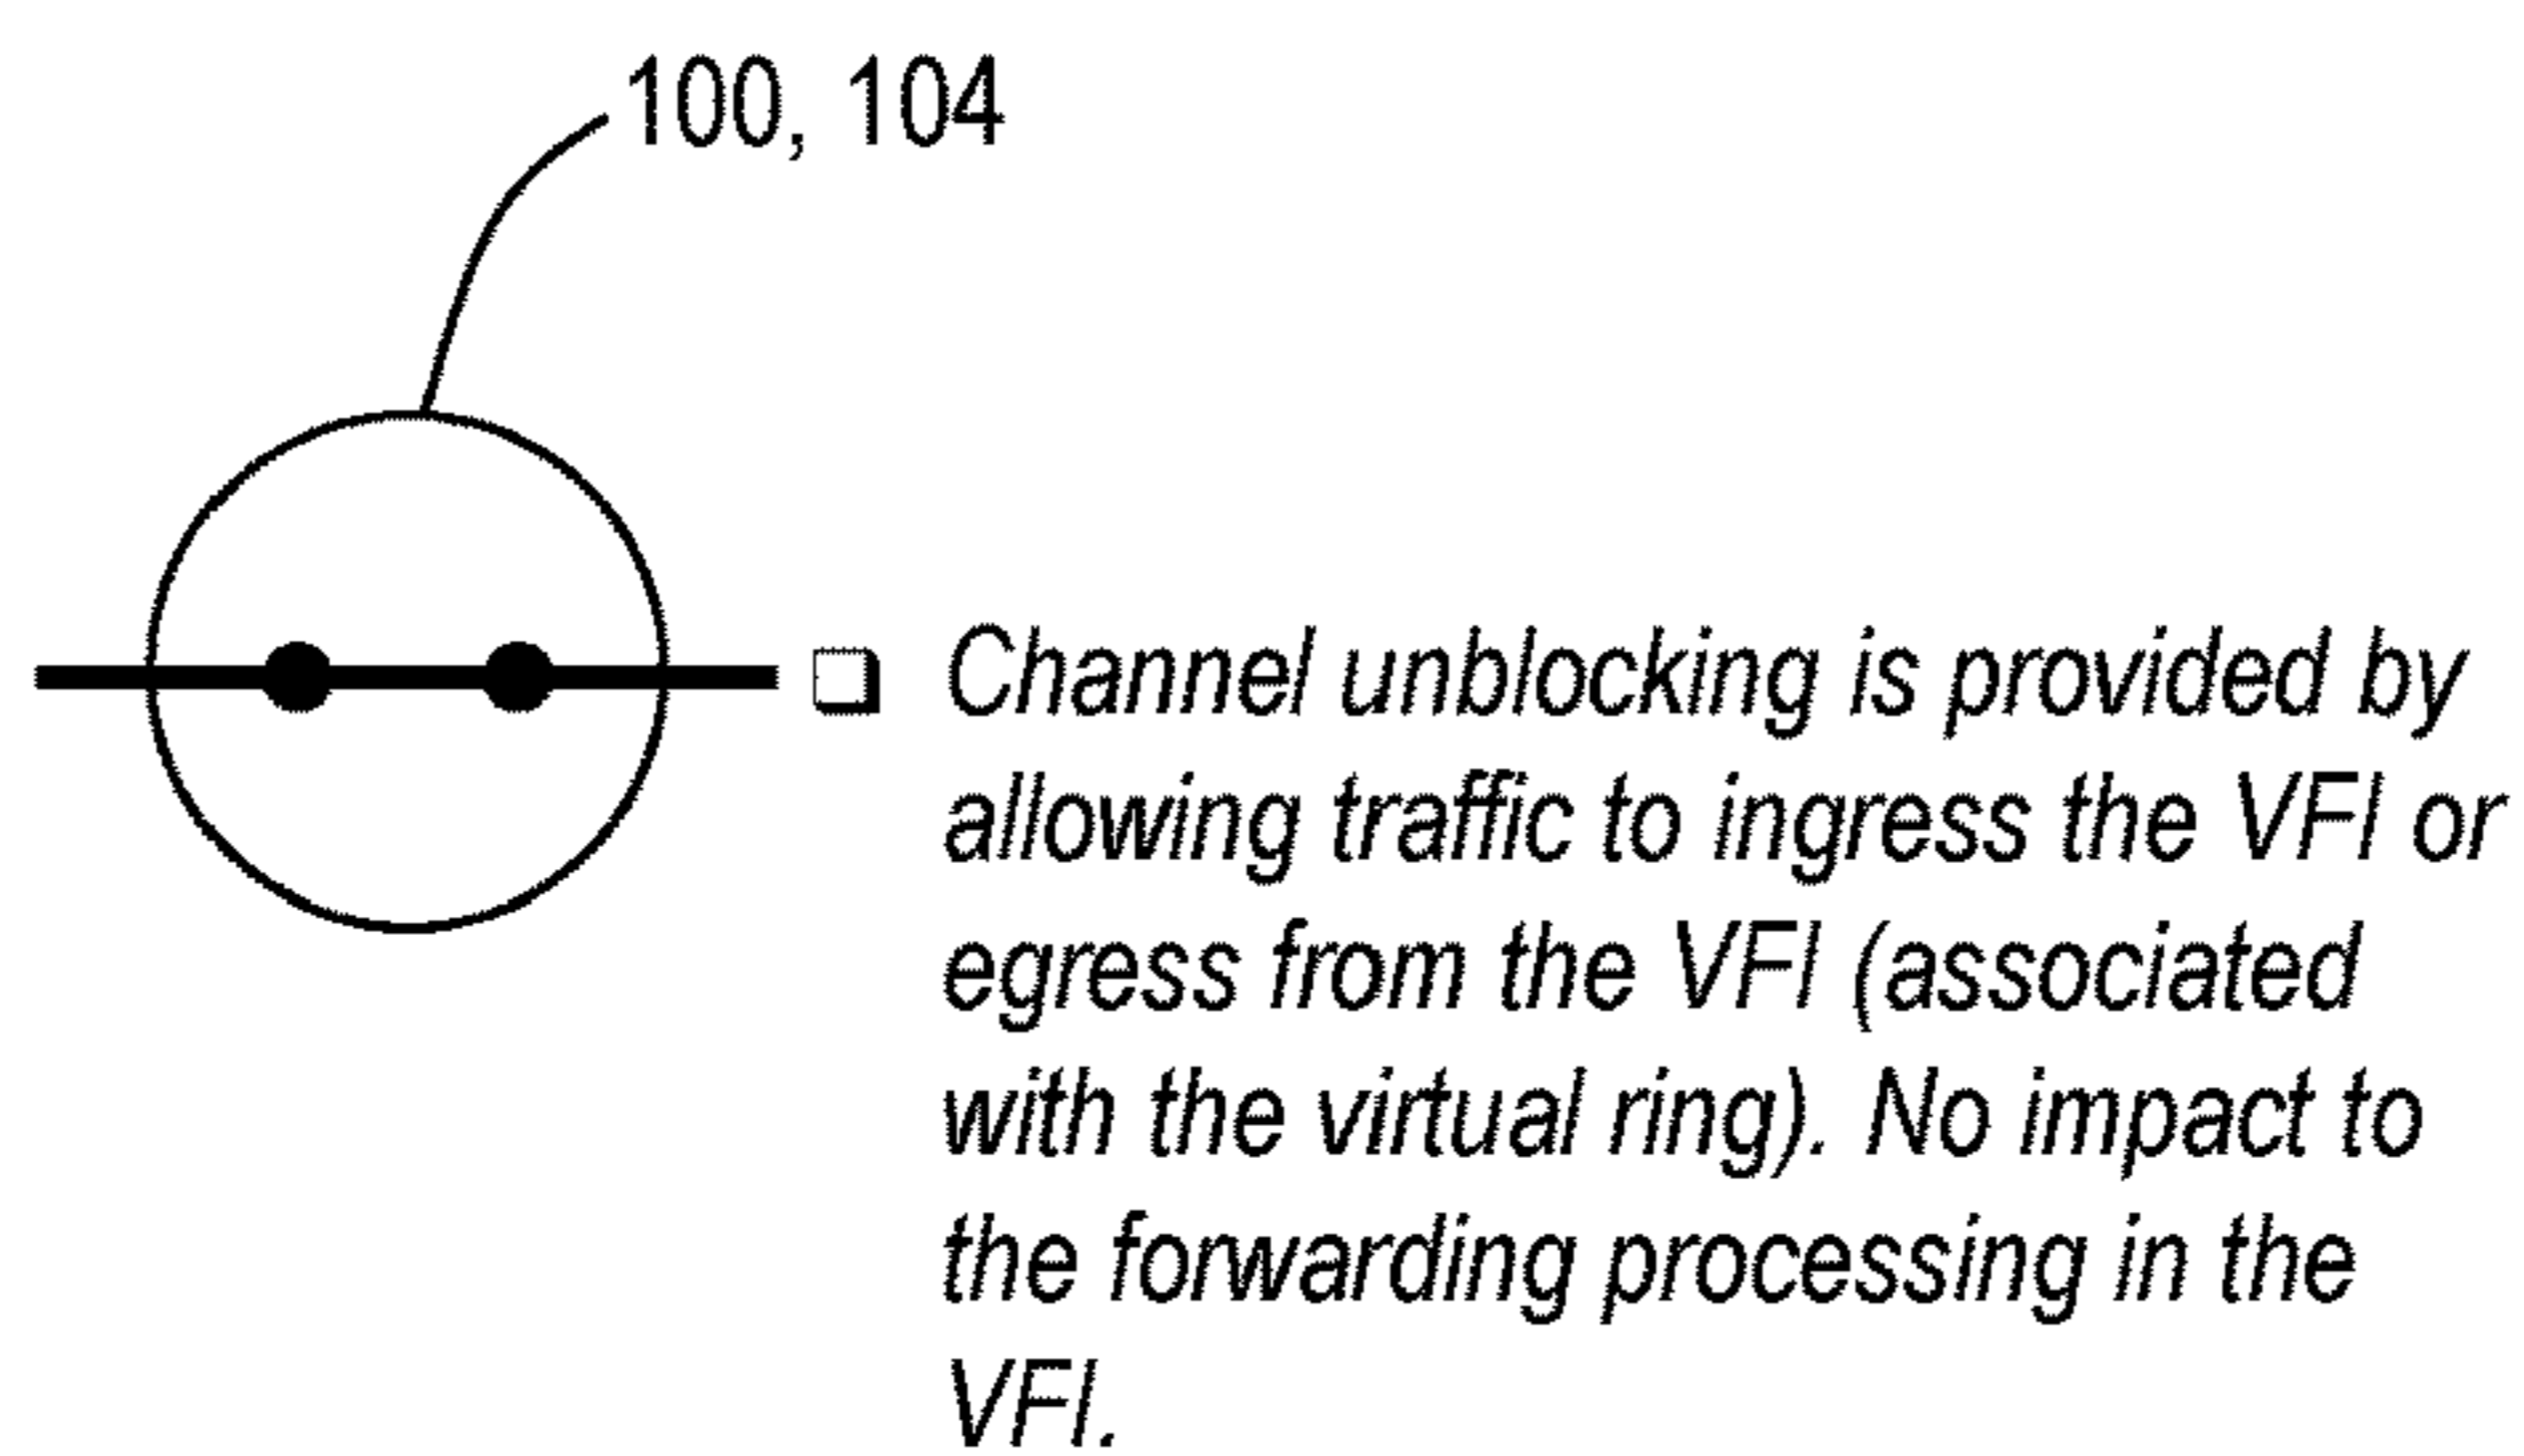 100, 104
❑ Channel unblocking is provided by
allowing traffic to ingress the VFI or
egress from the VFI (associated
with the virtual ring). No impact to
the forwarding processing in the
VFI.